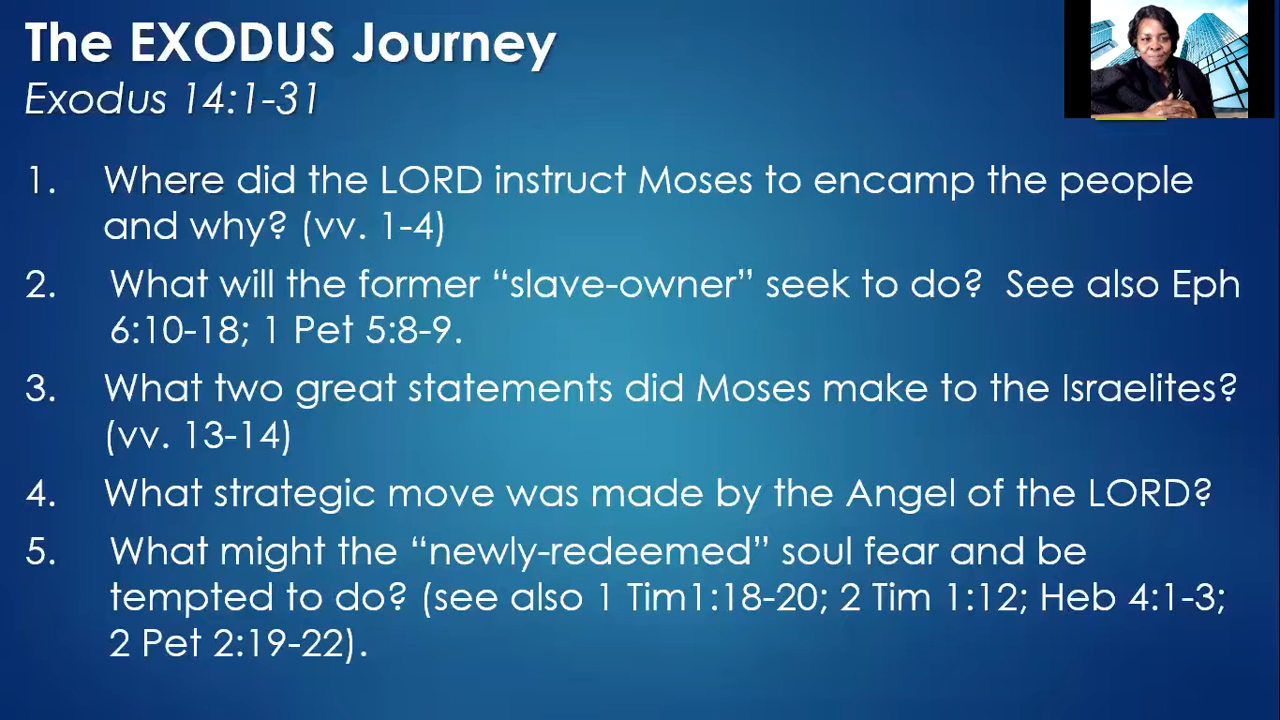 The EXODUS Journey
Exodus 14:1-31
1. Where did the LORD instruct Moses to encamp the people
and why? (vv. 1-4)
2. What will the former “slave-owner” seek to do?  See also Eph
6:10-18; 1 Pet 5:8-9.
3. What two great statements did Moses make to the Israelites?
(vv. 13-14)
4. What strategic move was made by the Angel of the LORD?
5. What might the “newly-redeemed” soul fear and be
tempted to do? (see also 1 Tim1:18-20; 2 Tim 1:12; Heb 4:1-3;
2 Pet 2:19-22).